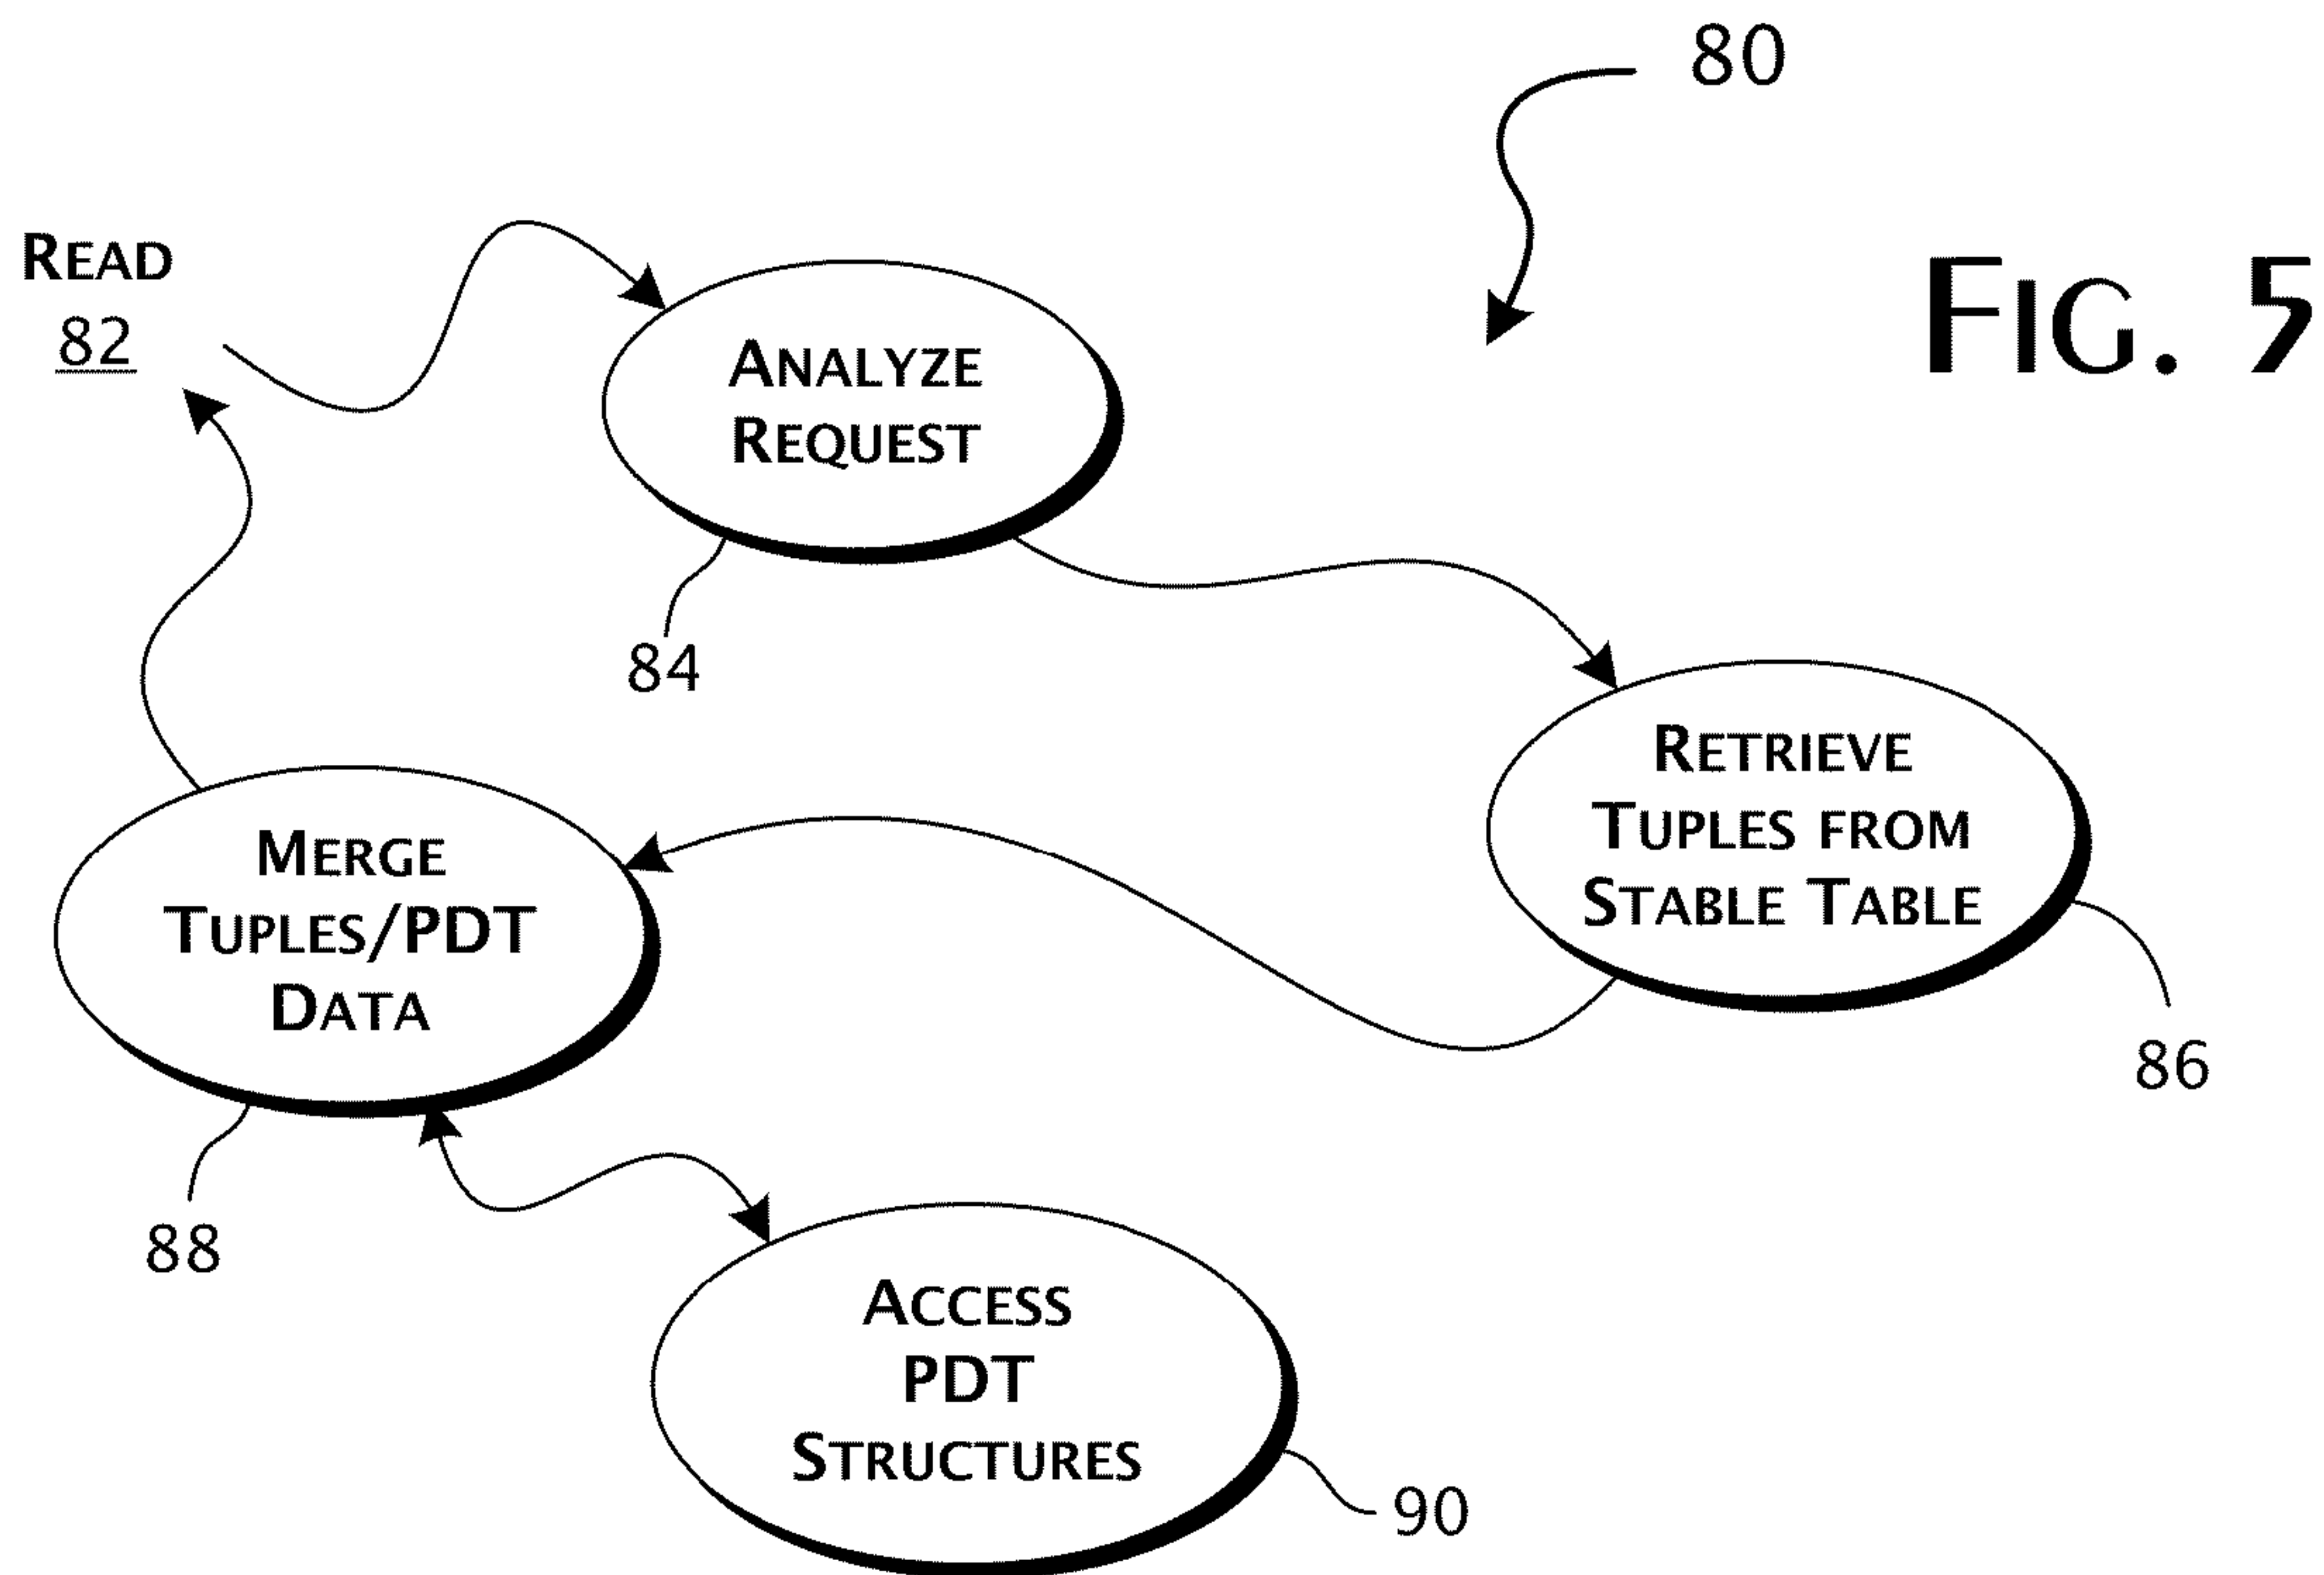 80
FIG. 5
READ
82
ANALYZE
REQUEST
84
RETRIEVE
TUPLES FROM
STABLE TABLE
86
MERGE
TUPLES/PDT
DATA
88
ACCESS
PDT
STRUCTURES
90